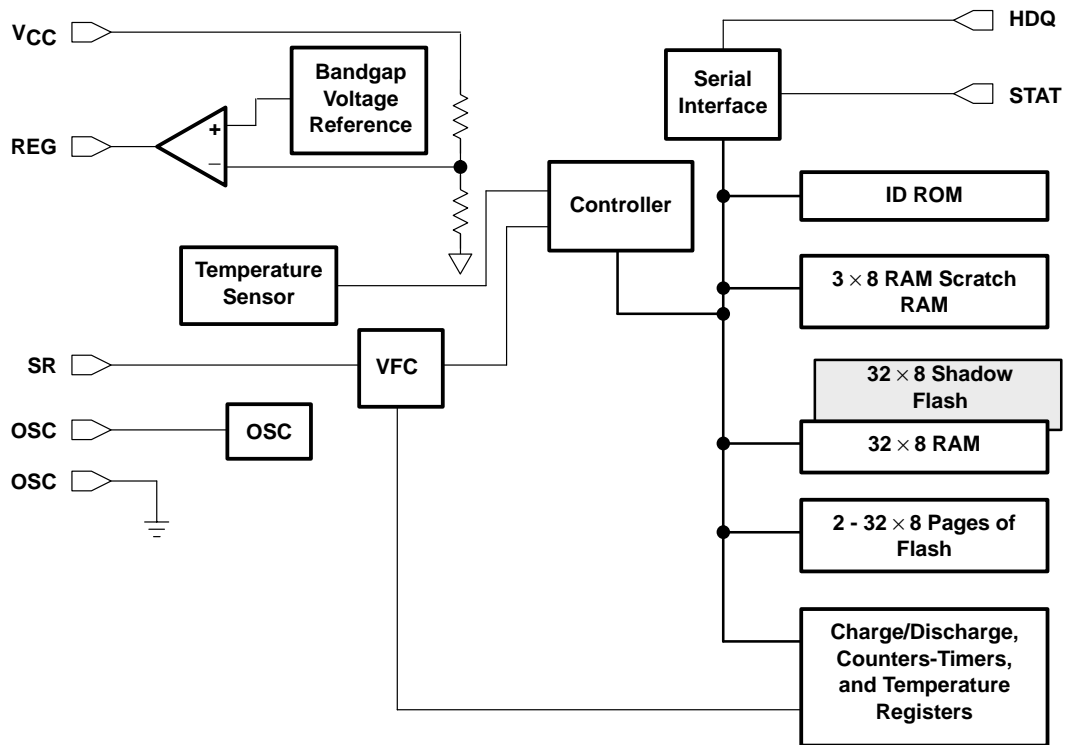 VCC
Bandgap
Voltage
Reference
+
–
REG
HDQ
Serial
Interface
STAT
Controller
ID ROM
Temperature
Sensor
3 × 8 RAM Scratch
RAM
SR
VFC
32 × 8 Shadow
Flash
OSC
OSC
32 × 8 RAM
OSC
2 - 32 × 8 Pages of
Flash
Charge/Discharge,
Counters-Timers,
and Temperature
Registers